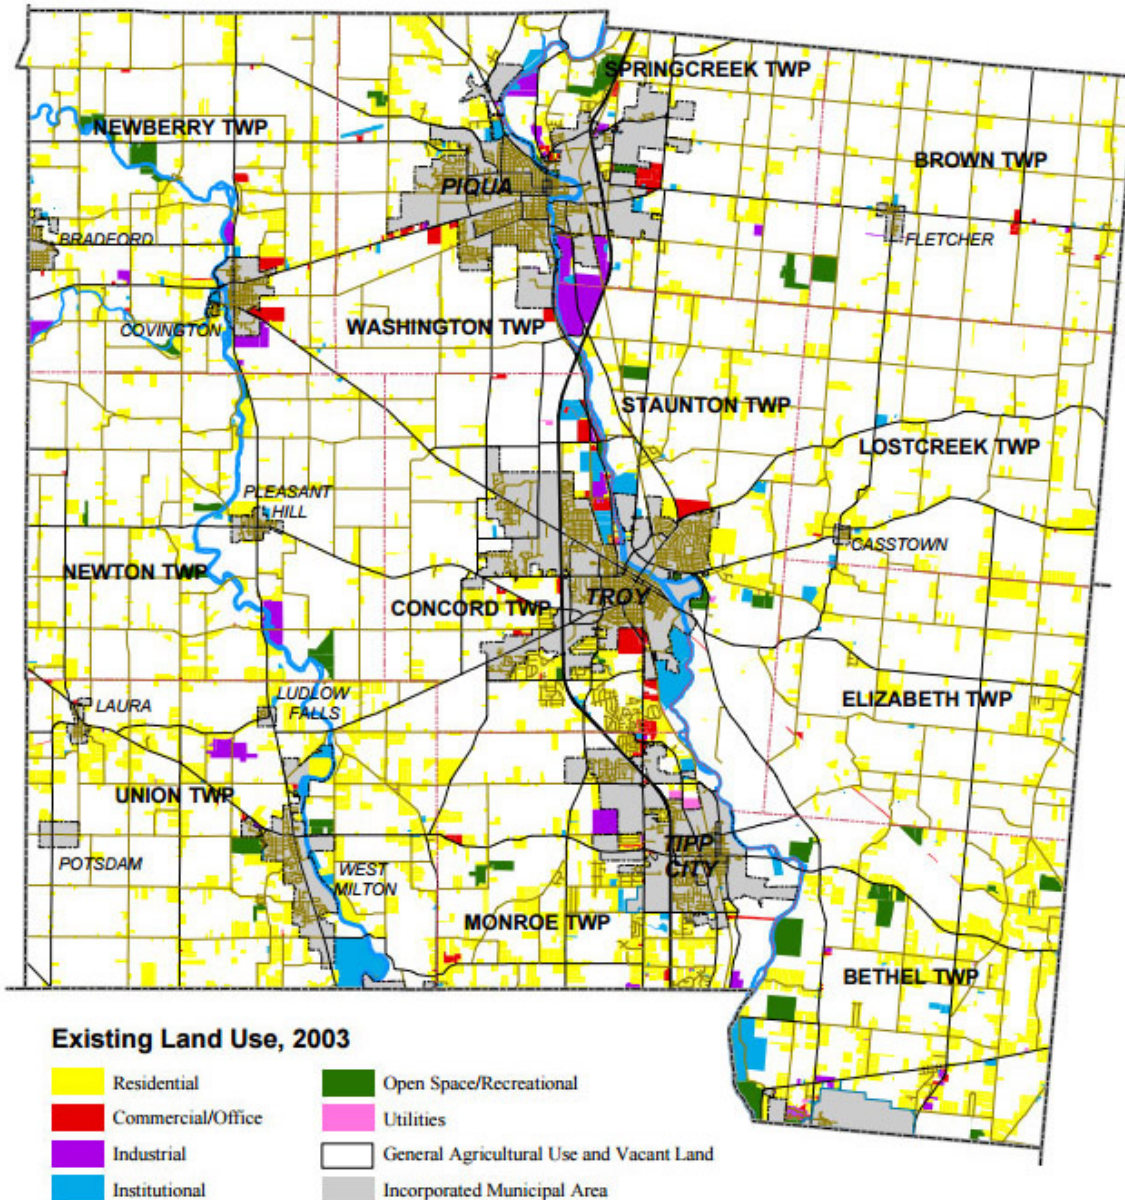 SPRINGCREEK TWP
NEWBERRY TWP
BROWN TWP
PIQUA
BRADFORD
FLETCHER
COVINGTON
WASHINGTON TWP
STAUNTON TWP
LOSTCREEK TWP
PLEASANT
HILL
CASSTOWN
NEWTON TWP
CONCORD TWP
TROY
LAURA
LUDLOW
FALLS
ELIZABETH TWP
UNION TWP
POTSDAM
TIPP
CITY
WEST
MILTON
MONROE TWP
BETHEL TWP
Existing Land Use, 2003
Residential
Commercial/Office
Industrial
Institutional
Open Space/Recreational
Utilities
General Agricultural Use and Vacant Land
Incorporated Municipal Area